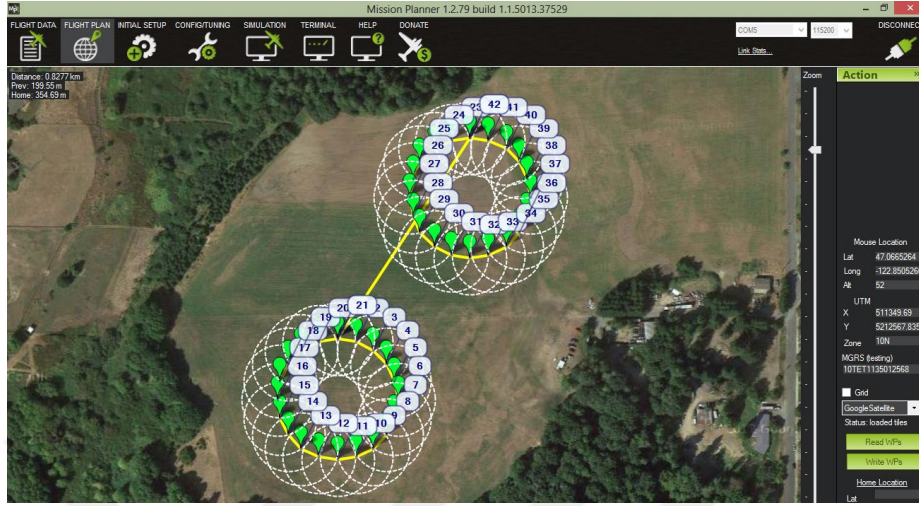 Mission Planner 1.2.79 build 1.1.5013.37529
FLIGHT DATA FLIGHT PLAN INITIAL SETUP CONFIG/TUNING SIMULATION TERMINAL HELP DONATE
COM5 115200 DISCONNEC
Link Stats...
Distance: 0.8277 km
Prev: 199.55 m
Home: 354.69 m
Zoom
Action
23 42 41
24 40
25 39
26 38
27 37
28 36
29 35
30 31 32 33 34
20 21 2
19 3
18 4
17 5
16 6
15 7
14 8
13 12 11 10 9
Mouse Location
Lat 47.0665264
Long -122.8505260
Alt 52
UTM
X 511349.69
Y 5212567.835
Zone 10N
MGRS (testing)
10TET1135012568
Grid
GoogleSatellite
Status: loaded tiles
Read WPs
Write WPs
Home Location
Lat